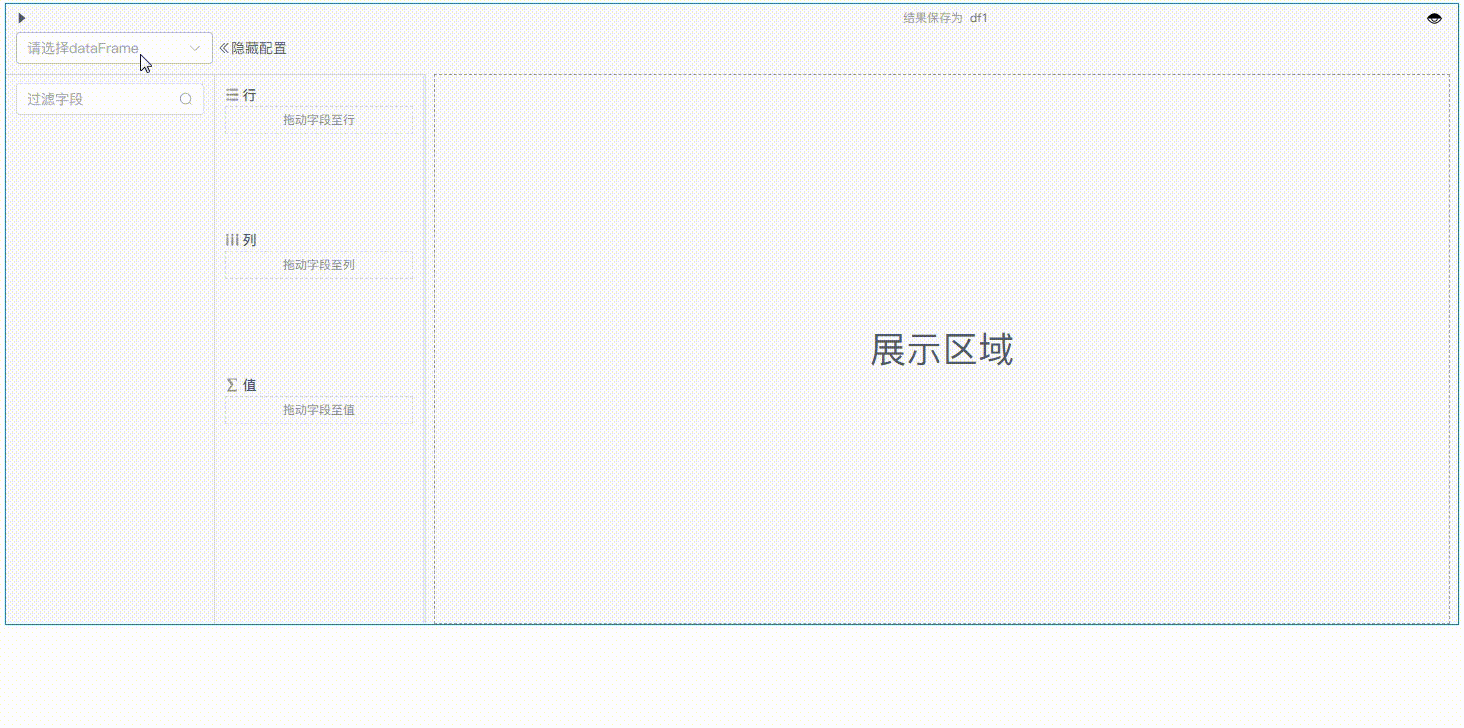 结果保存为 df1
请选择dataFrame
隐藏配置
过滤字段
行
拖动字段至行
列
拖动字段至列
值
拖动字段至值
展示区域